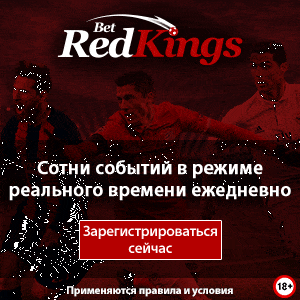 Bet
RedKings
Сотни событий в режиме
реального времени ежедневно
Зарегистрироваться
сейчас
18+
Применяются правила и условия